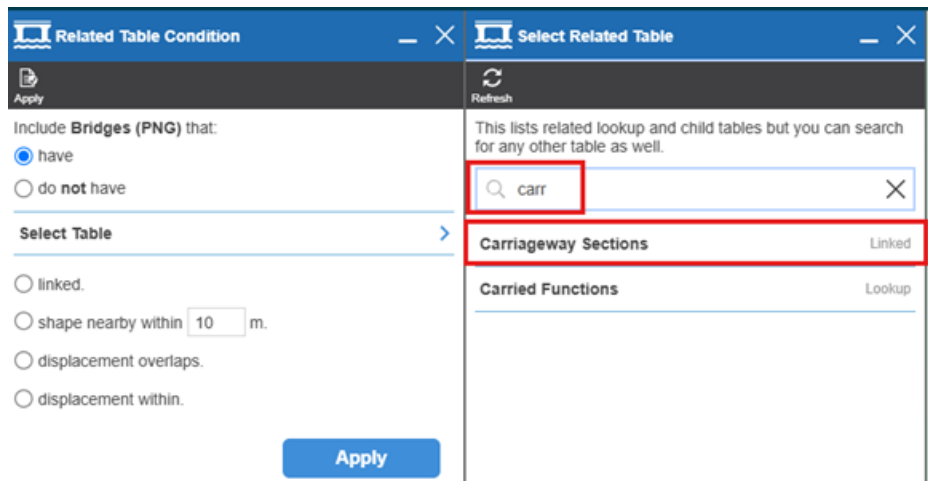 Related Table Condition
Apply
Include Bridges (PNG) that:
have
do not have
Select Table
linked.
shape nearby within 10 m.
displacement overlaps.
displacement within.
Apply
Select Related Table
Refresh
This lists related lookup and child tables but you can search
for any other table as well.
carr
Carriageway Sections Linked
Carried Functions Lookup